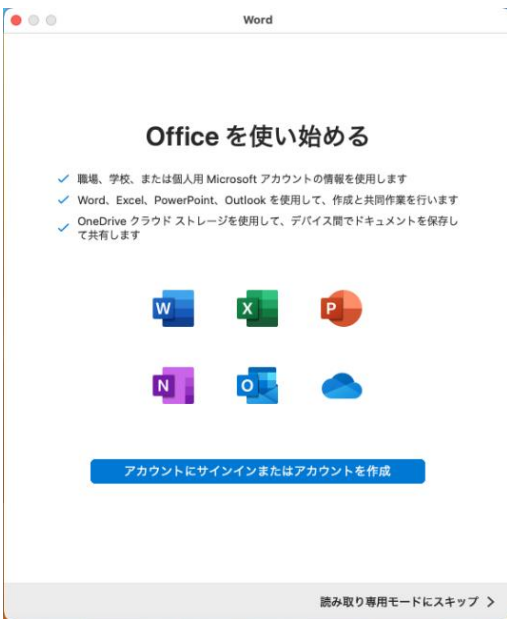 Word
Office を使い始める
職場、学校、または個人用 Microsoft アカウントの情報を使用します
Word、Excel、PowerPoint、Outlook を使用して、作成と共同作業を行います
OneDrive クラウド ストレージを使用して、デバイス間でドキュメントを保存し
て共有します
W X P
N O
アカウントにサインインまたはアカウントを作成
読み取り専用モードにスキップ